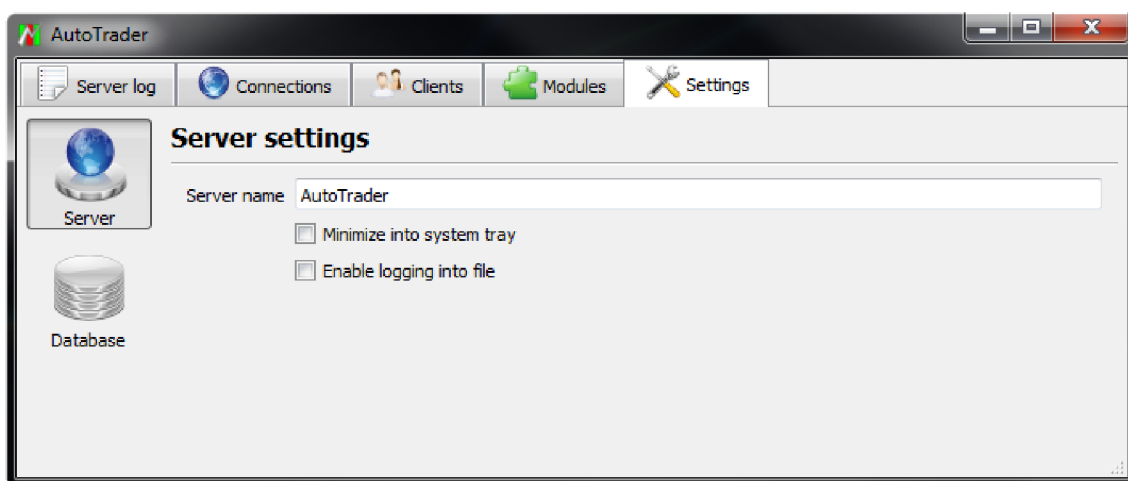 AutoTrader
Server log Connections Clients Modules Settings
Server settings
Server name AutoTrader
Minimize into system tray
Enable logging into file
Server
Database